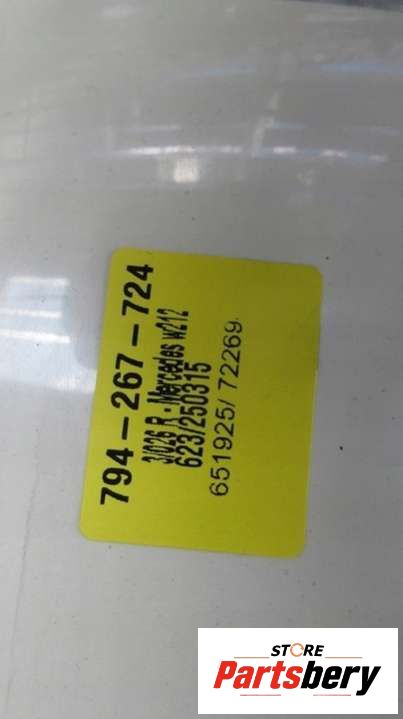 794-267-724
3/026 R - Mercedes w212
623/250315
651925/ 72269
STORE
Partsbery